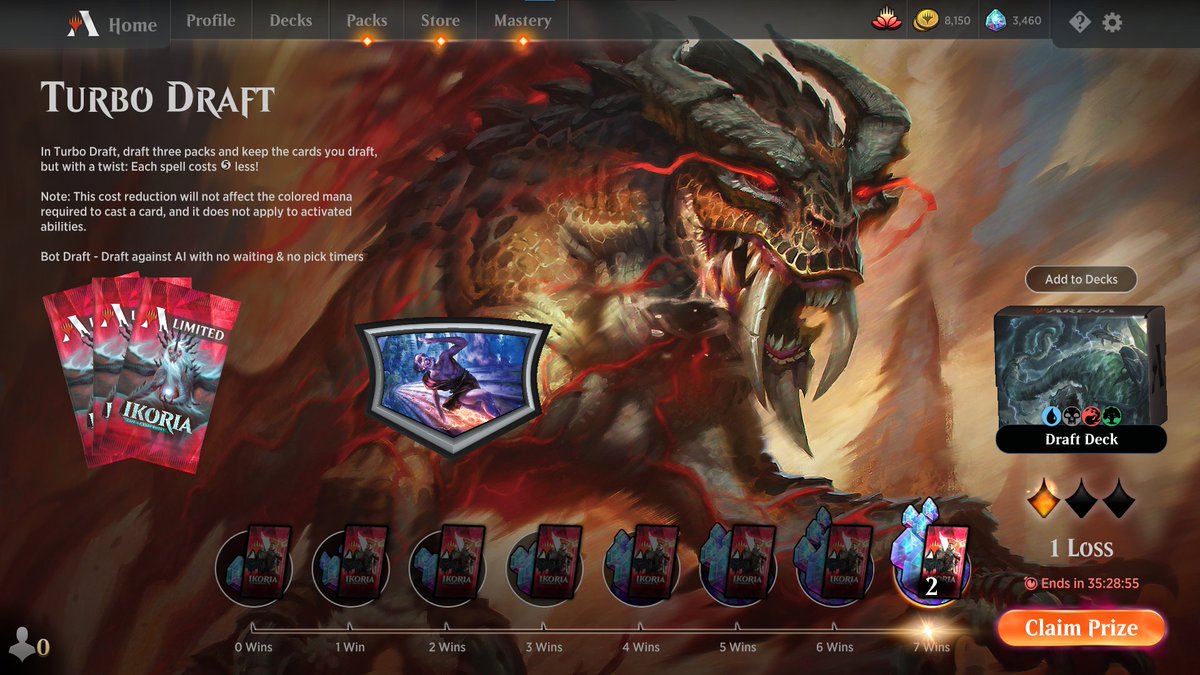 Home
Profile
Decks
Packs
Store
Mastery
8,150
3,460
Turbo Draft
In Turbo Draft, draft three packs and keep the cards you draft,
but with a twist: Each spell costs 5 less!
Note: This cost reduction will not affect the colored mana
required to cast a card, and it does not apply to activated
abilities.
Bot Draft - Draft against AI with no waiting & no pick timers
LIMITED
IKORIA
Add to Decks
ARENA
Draft Deck
1 Loss
Ends in 35:28:55
Claim Prize
IKORIA
IKORIA
IKORIA
IKORIA
IKORIA
IKORIA
IKORIA
2
0 Wins
1 Win
2 Wins
3 Wins
4 Wins
5 Wins
6 Wins
7 Wins
0